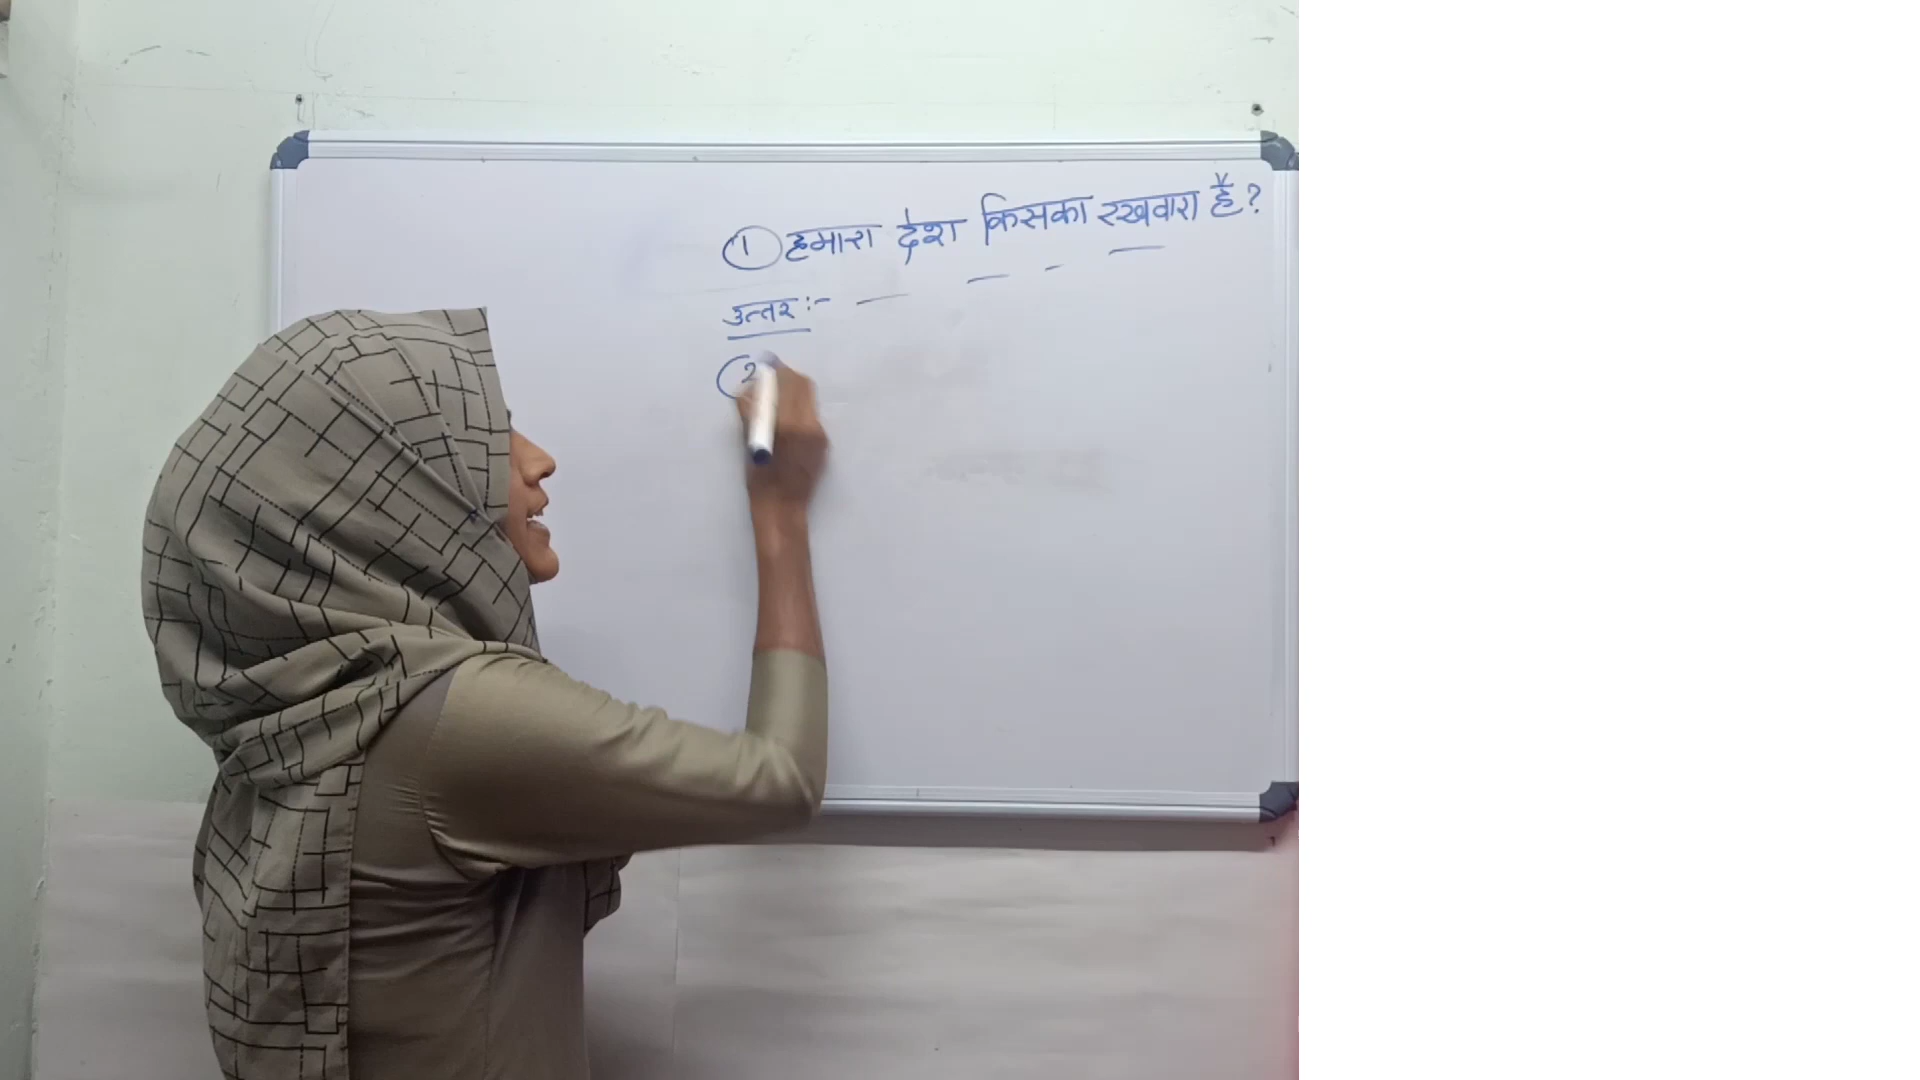 ① हमारा देश किसका रखवारा है?
उत्तर :-
②